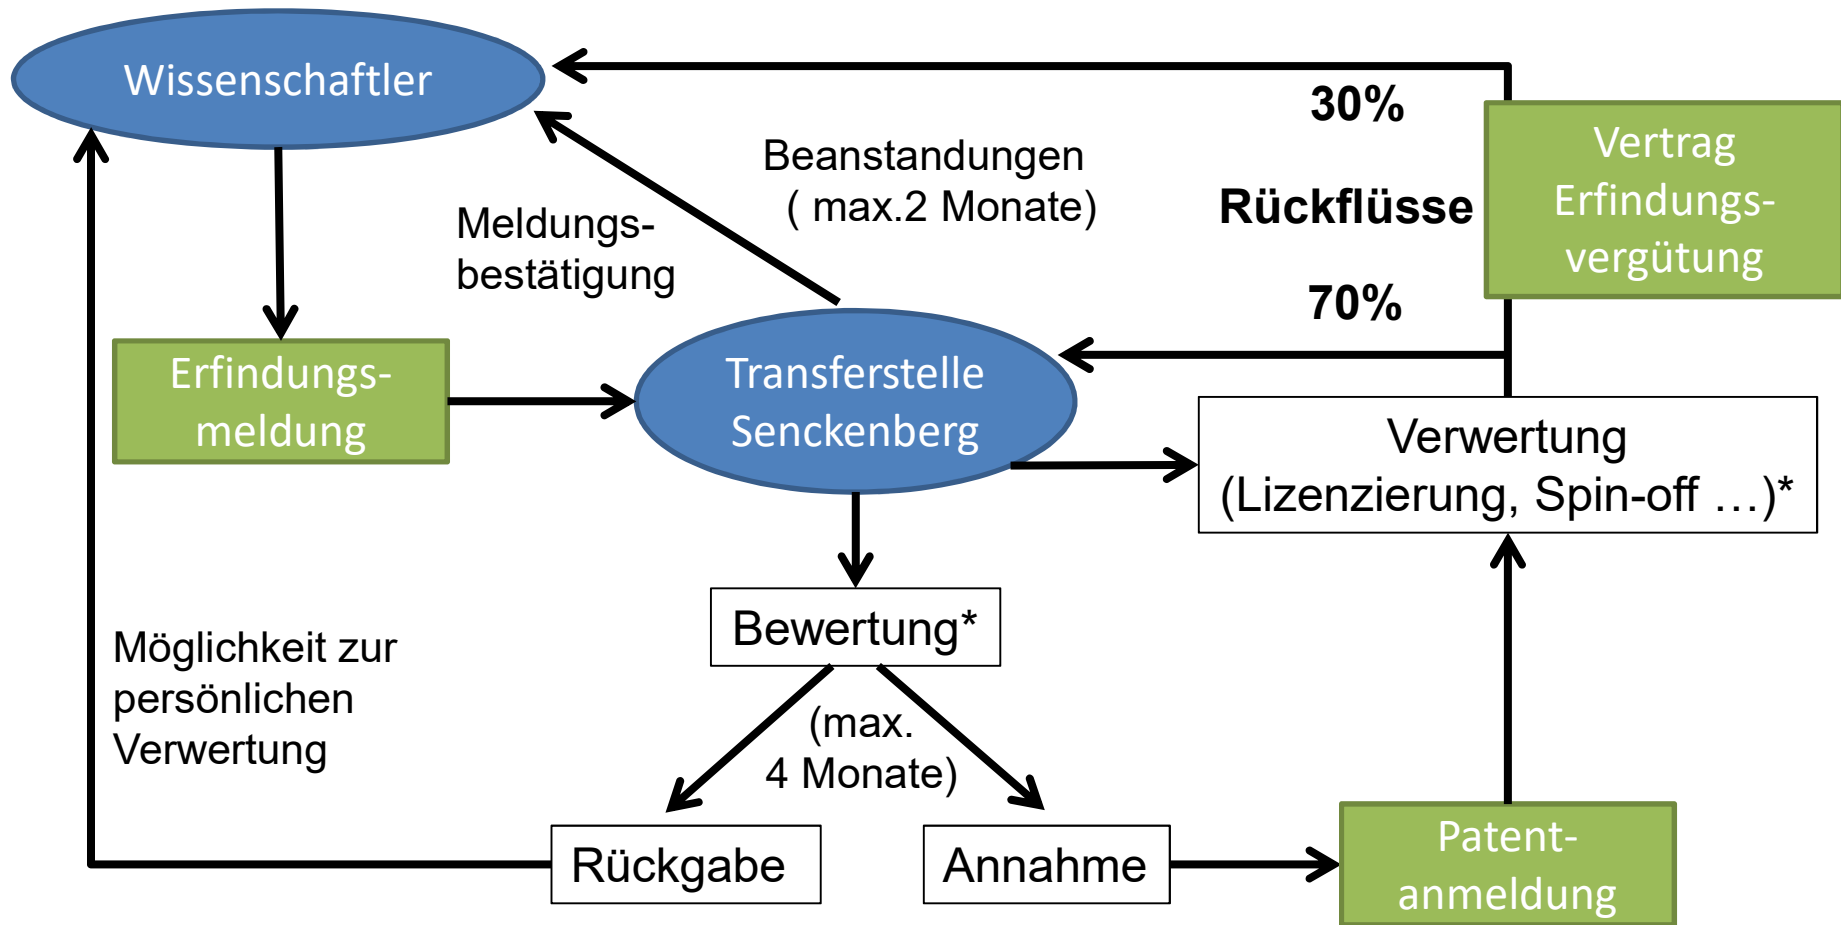 Wissenschaftler
30%
Vertrag
Erfindungs-
vergütung
Beanstandungen
( max.2 Monate)
Rückflüsse
Meldungs-
bestätigung
70%
Erfindungs-
meldung
Transferstelle
Senckenberg
Verwertung
(Lizenzierung, Spin-off …)*
Bewertung*
Möglichkeit zur
persönlichen
Verwertung
(max.
4 Monate)
Rückgabe
Annahme
Patent-
anmeldung